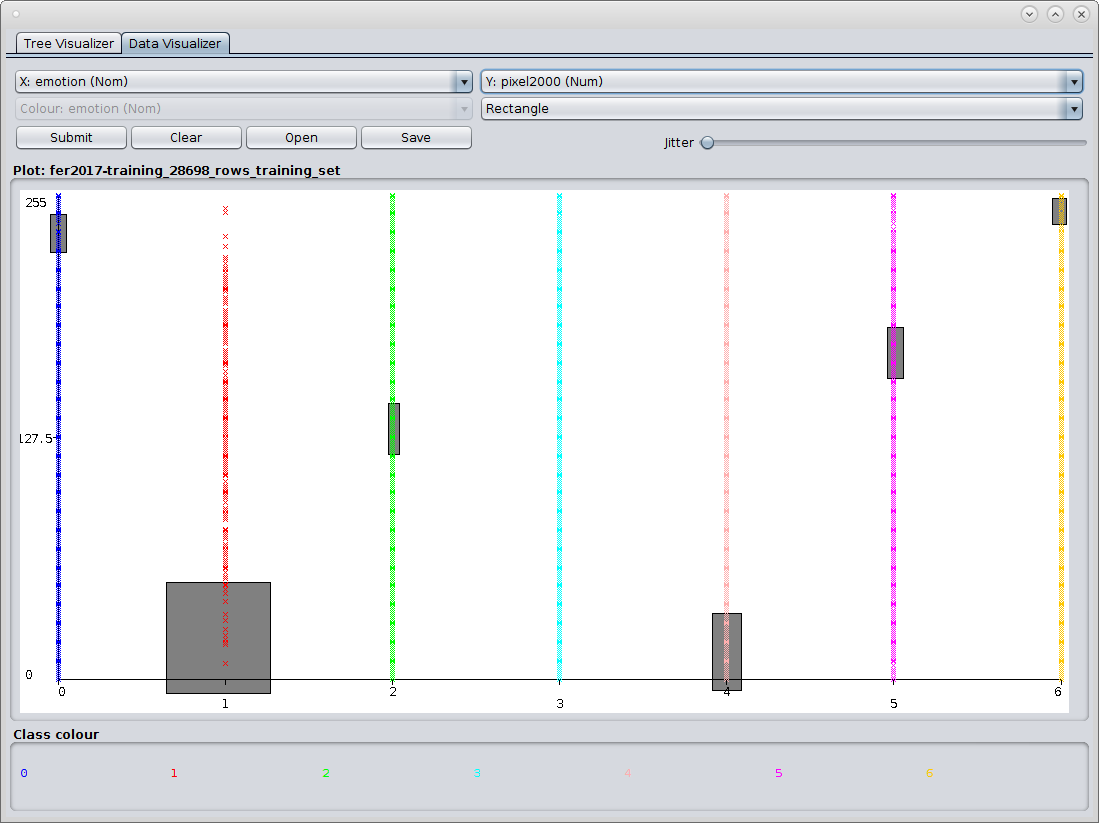 Tree Visualizer Data Visualizer
X: emotion (Nom) Y: pixel2000 (Num)
Colour: emotion (Nom) Rectangle
Submit Clear Open Save Jitter
Plot: fer2017-training_28698_rows_training_set
255
127.5
0
0 2 4 6
1 3 5
Class colour
0 1 2 3 4 5 6